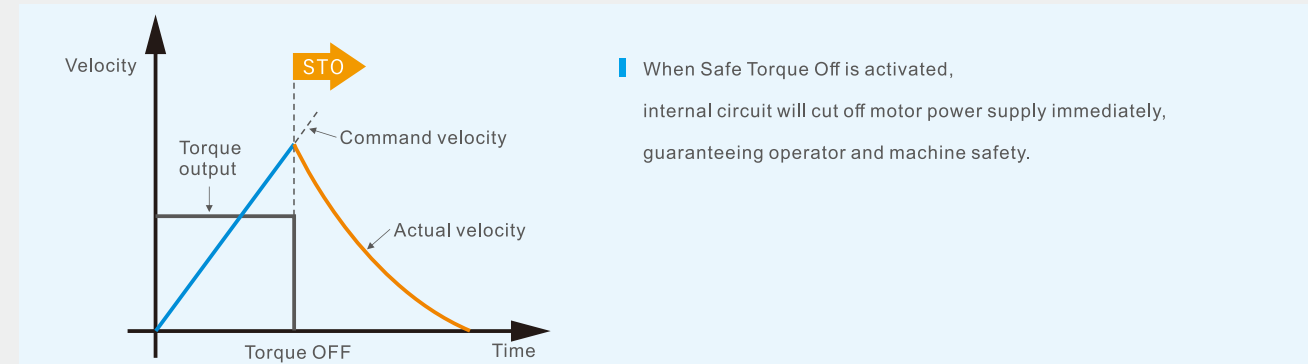 Velocity
STO
Command velocity
Torque
output
Actual velocity
Torque OFF
Time
When Safe Torque Off is activated,
internal circuit will cut off motor power supply immediately,
guaranteeing operator and machine safety.